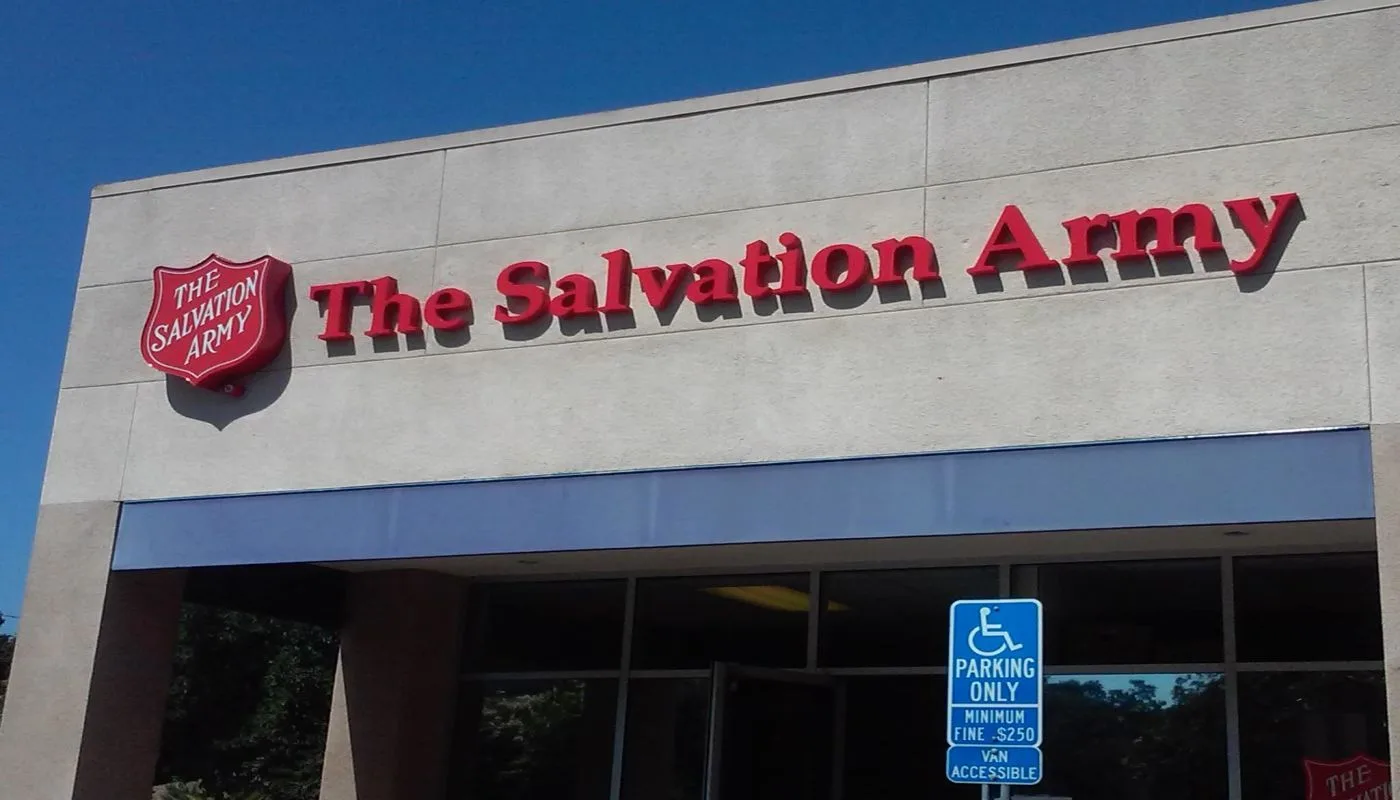 THE
SALVATION
ARMY
The Salvation Army
PARKING
ONLY
MINIMUM
FINE $250
VAN
ACCESSIBLE
THE